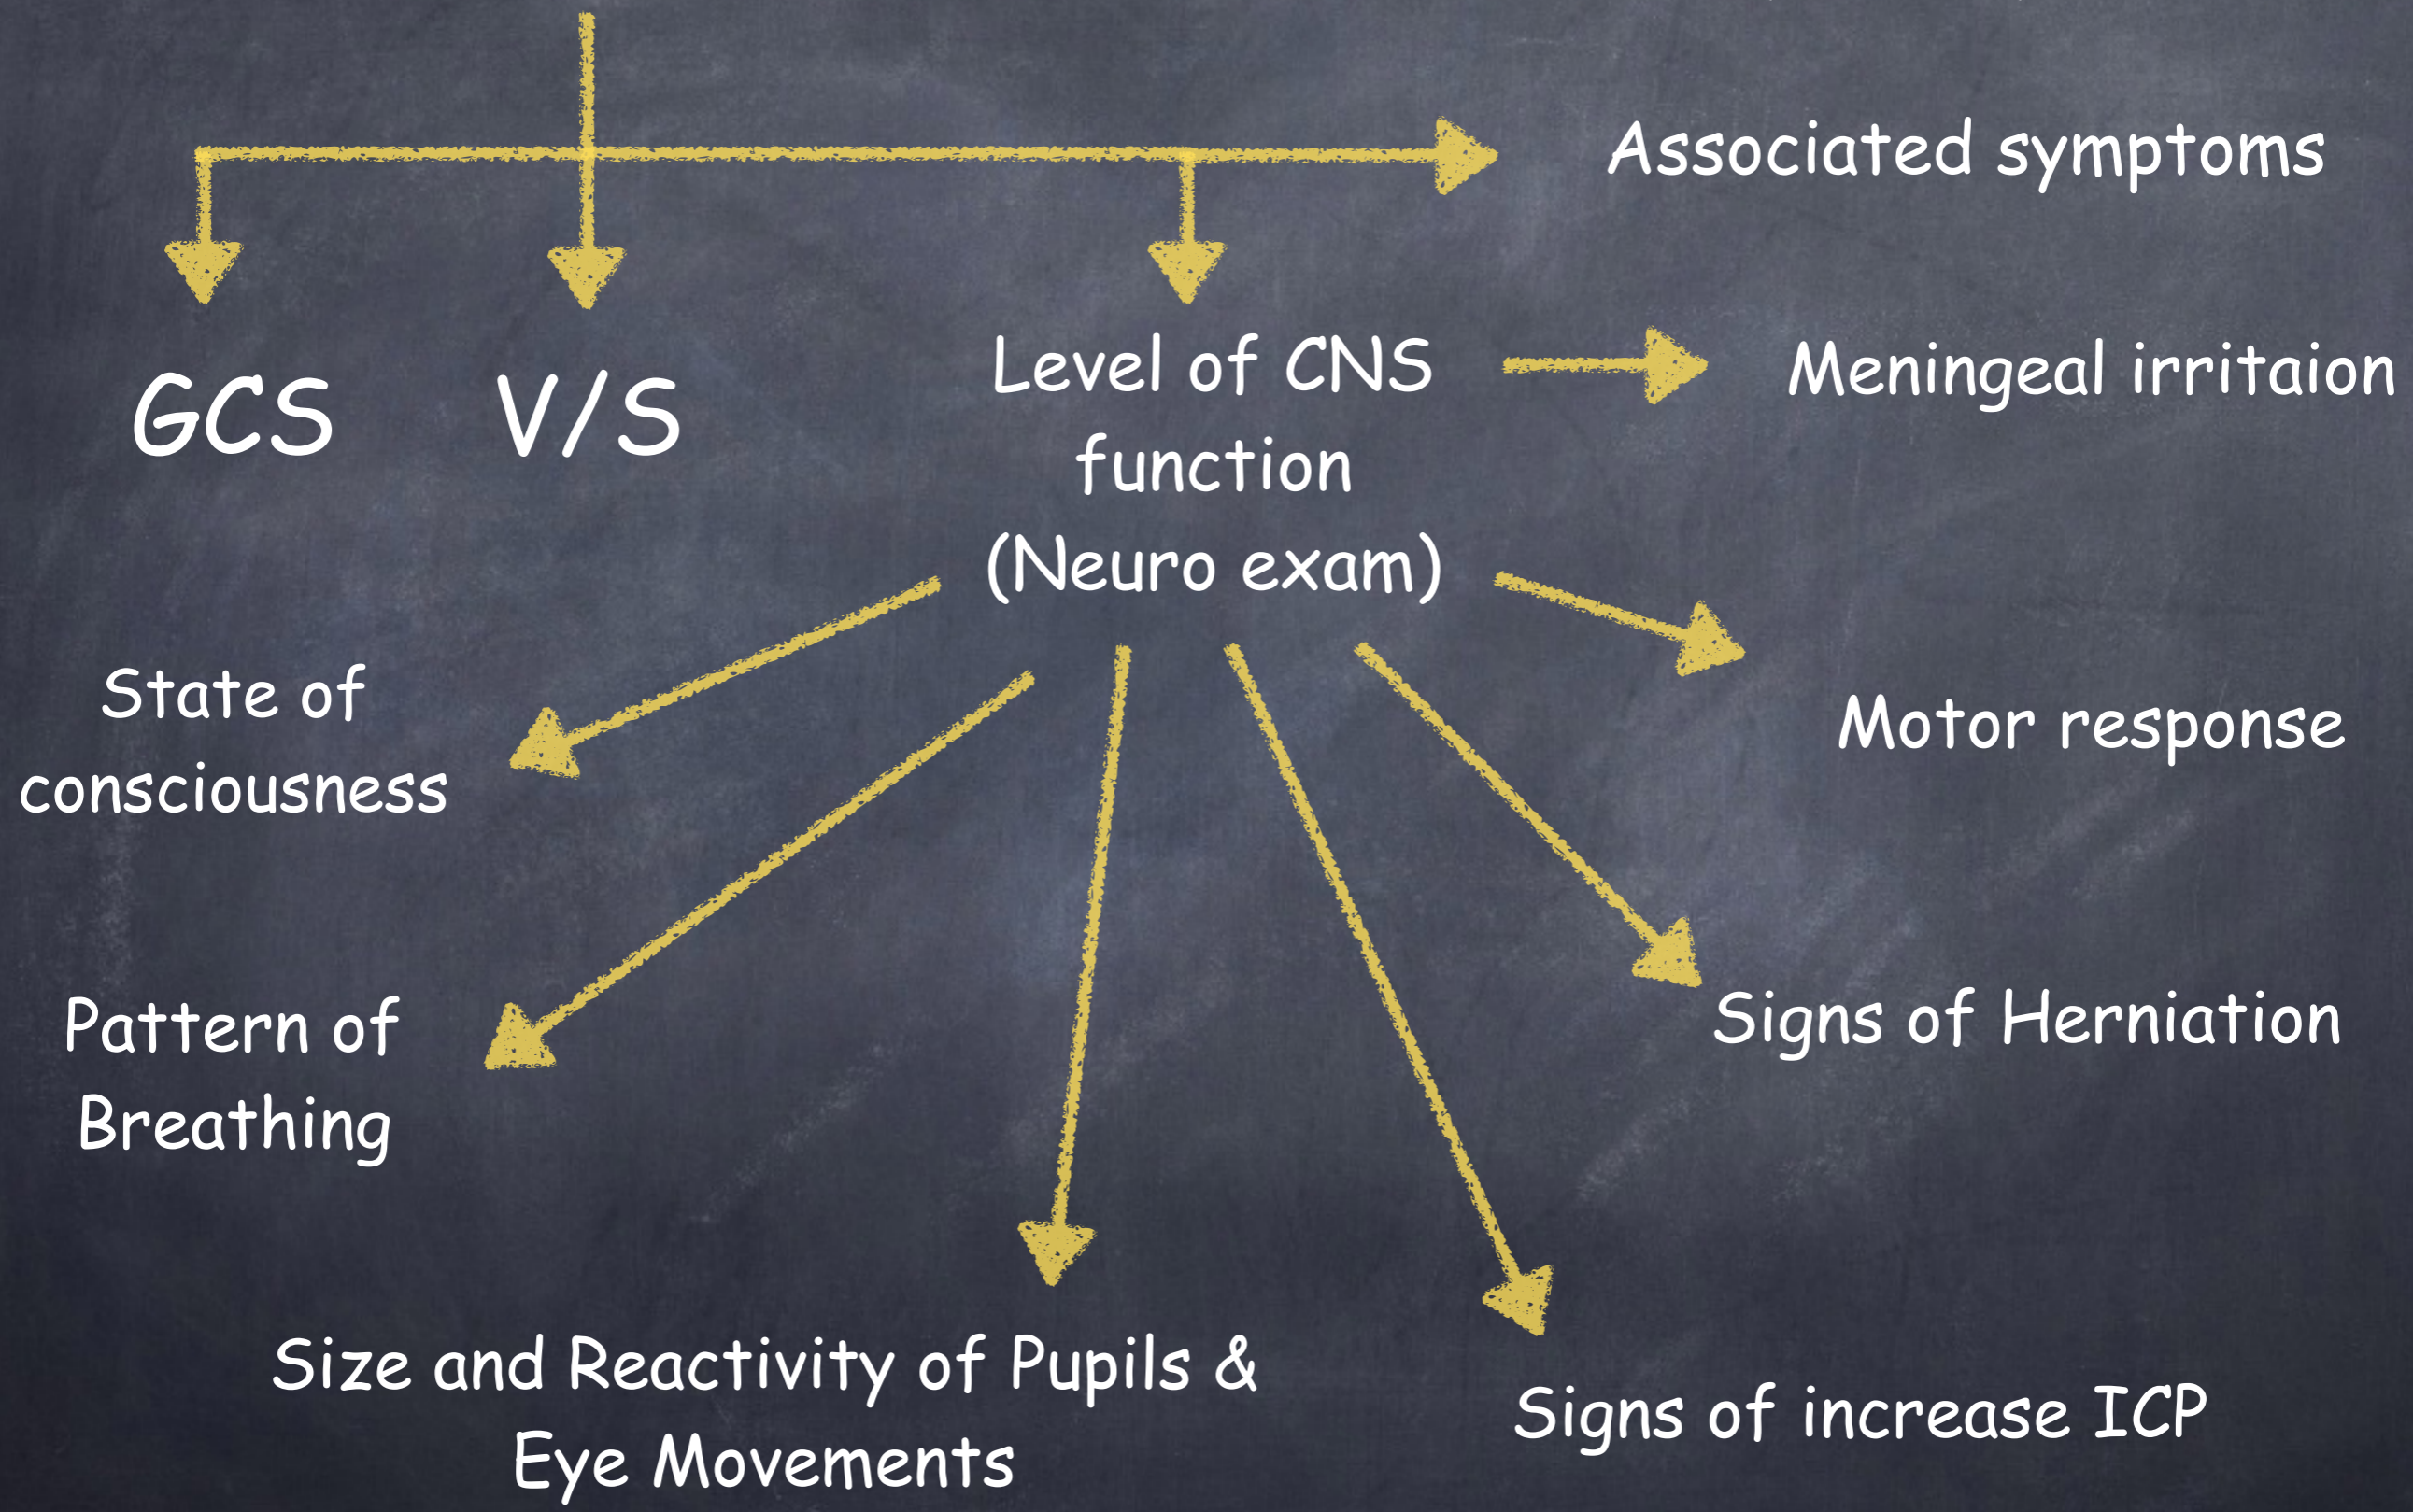 Associated symptoms
GCS
V/S
Level of CNS
function
(Neuro exam)
Meningeal irritaion
State of
consciousness
Motor response
Pattern of
Breathing
Signs of Herniation
Size and Reactivity of Pupils &
Eye Movements
Signs of increase ICP